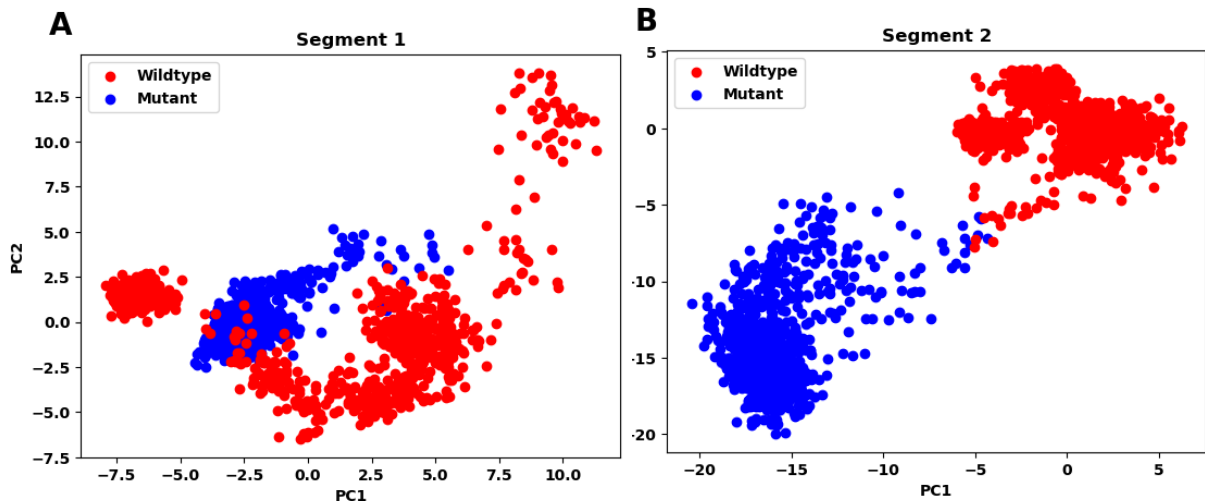 A
Segment 1
Wildtype
Mutant
12.5
10.0
7.5
5.0
2.5
0.0
−2.5
−5.0
−7.5
PC2
−7.5 −5.0 −2.5 0.0 2.5 5.0 7.5 10.0
PC1
B
Segment 2
Wildtype
Mutant
5
0
−5
-10
-15
-20
−20 −15 −10 −5 0 5
PC1